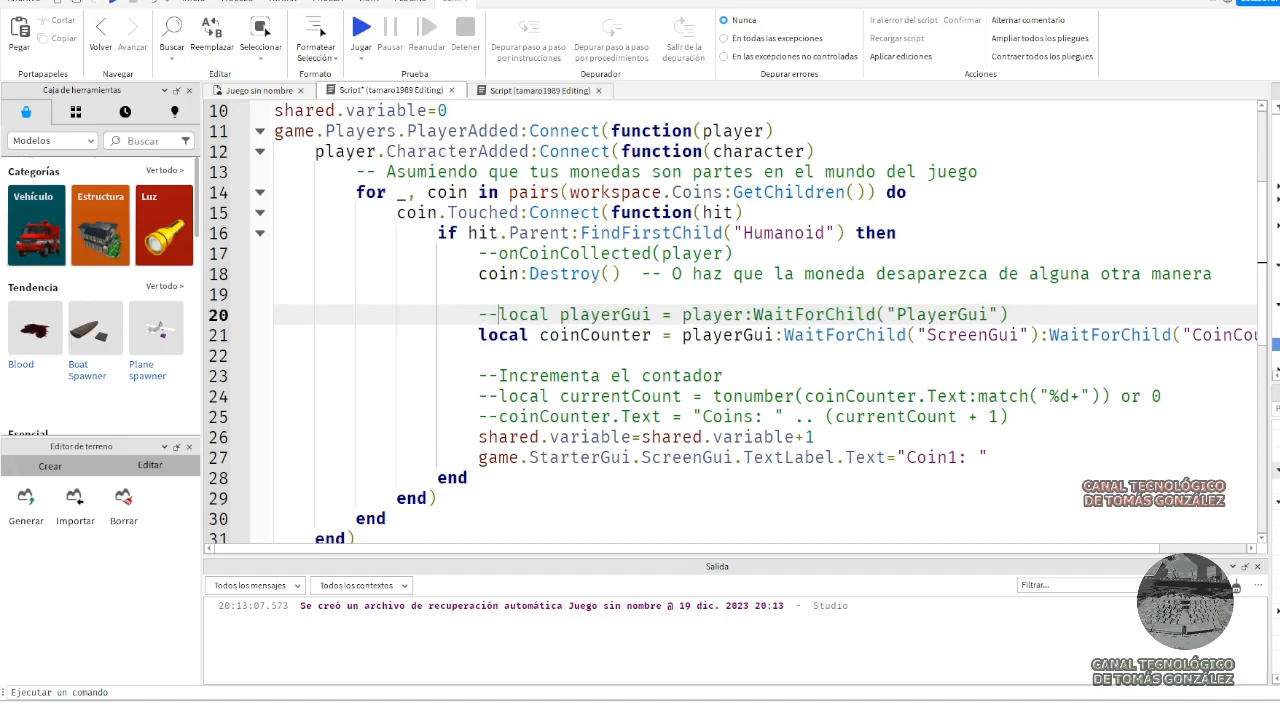 Pegar
Cortar
Copiar
Portapapeles
Volver
Avanzar
Navegar
Buscar
Reemplazar
Seleccionar
Editar
Formatear
Selección
Formato
Jugar
Pausar
Reanudar
Detener
Prueba
Depurar paso a paso
por instrucciones
Depurar paso a paso
por procedimientos
Salir de la
depuración
Depurador
Nunca
En todas las excepciones
En las excepciones no controladas
Depurar errores
Ir al error del script
Confirmar
Recargar script
Aplicar ediciones
Alternar comentario
Ampliar todos los pliegues
Contraer todos los pliegues
Acciones
Caja de herramientas
Juego sin nombre
Script* (tamaro1989 Editing)
Script (tamaro1989 Editing)
Modelos
Buscar
Categorías
Ver todo >
Vehículo
Estructura
Luz
Tendencia
Ver todo >
Blood
Boat
Spawner
Plane
spawner
Esencial
Editor de terreno
Crear
Editar
Generar
Importar
Borrar
10 shared.variable=0
11 game.Players.PlayerAdded:Connect(function(player)
12 player.CharacterAdded:Connect(function(character)
13 -- Asumiendo que tus monedas son partes en el mundo del juego
14 for _, coin in pairs(workspace.Coins:GetChildren()) do
15 coin.Touched:Connect(function(hit)
16 if hit.Parent:FindFirstChild("Humanoid") then
17 --onCoinCollected(player)
18 coin:Destroy() -- O haz que la moneda desaparezca de alguna otra manera
19
20 --local playerGui = player:WaitForChild("PlayerGui")
21 local coinCounter = playerGui:WaitForChild("ScreenGui"):WaitForChild("CoinCou
22
23 --Incrementa el contador
24 --local currentCount = tonumber(coinCounter.Text:match("%d+")) or 0
25 --coinCounter.Text = "Coins: " .. (currentCount + 1)
26 shared.variable=shared.variable+1
27 game.StarterGui.ScreenGui.TextLabel.Text="Coin1: "
28 end
29 end)
30 end
31 end)
CANAL TECNOLÓGICO
DE TOMÁS GONZÁLEZ
Salida
Todos los mensajes
Todos los contextos
Filtrar...
20:13:07.573 Se creó un archivo de recuperación automática Juego sin nombre @ 19 dic. 2023 20:13 - Studio
CANAL TECNOLÓGICO
DE TOMÁS GONZÁLEZ
Ejecutar un comando